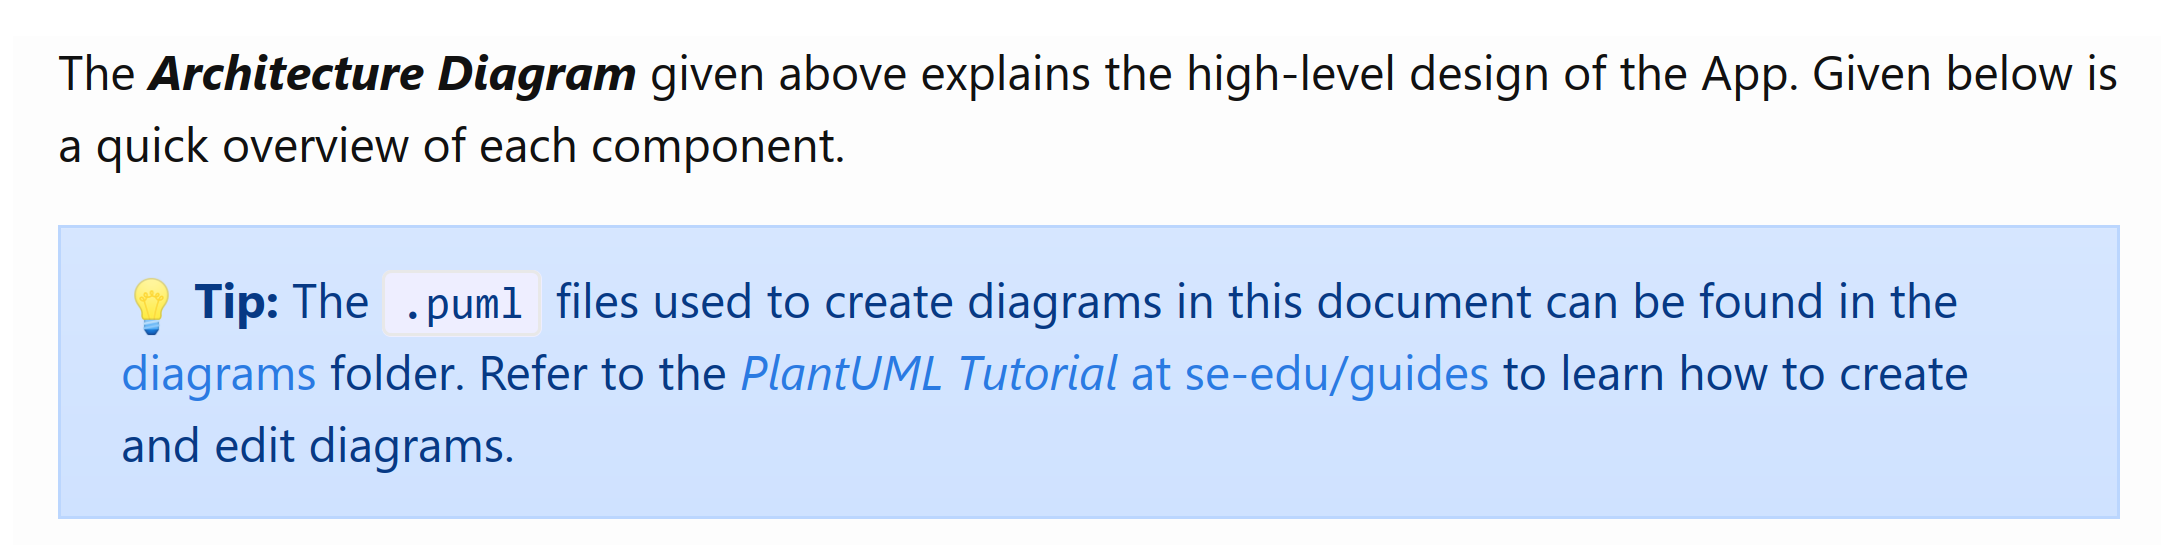 The Architecture Diagram given above explains the high-level design of the App. Given below is
a quick overview of each component.
Tip: The .puml files used to create diagrams in this document can be found in the
diagrams folder. Refer to the PlantUML Tutorial at se-edu/guides to learn how to create
and edit diagrams.